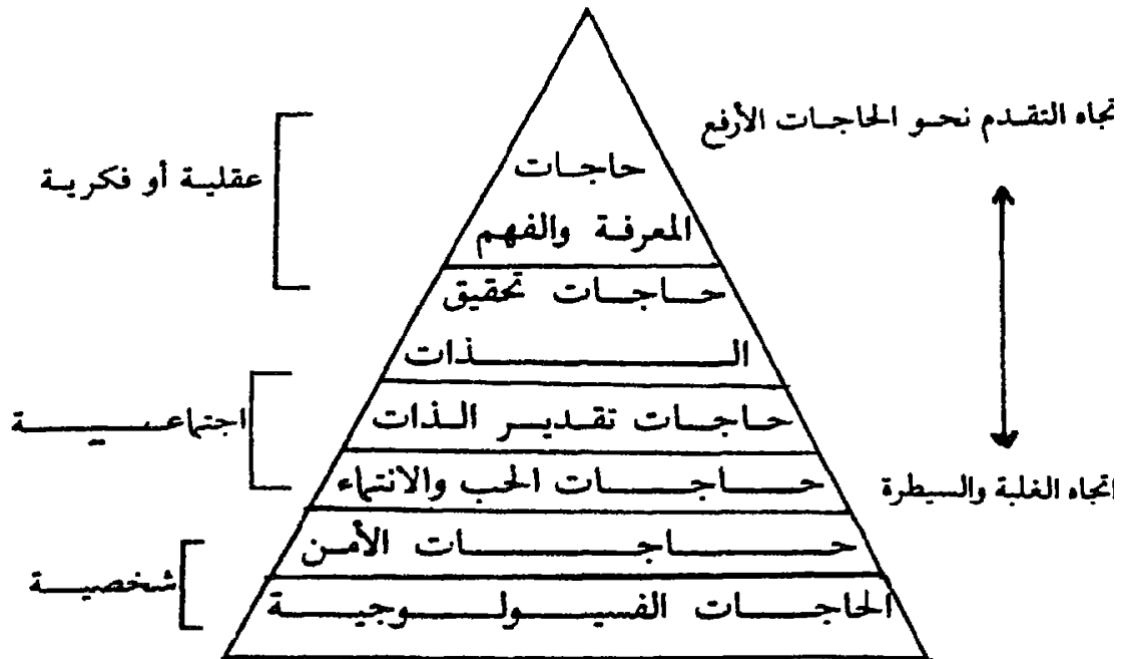 اتجاه التقدم نحو الحاجات الأرفع
عقلية أو فكرية
حاجات
المعرفة والفهم
حاجات تحقيق
الذات
اجتماعية
حاجات تقدير الذات
حاجات الحب والانتماء
اتجاه الغلبة والسيطرة
حاجات الأمن
شخصية
الحاجات الفسيولوجية